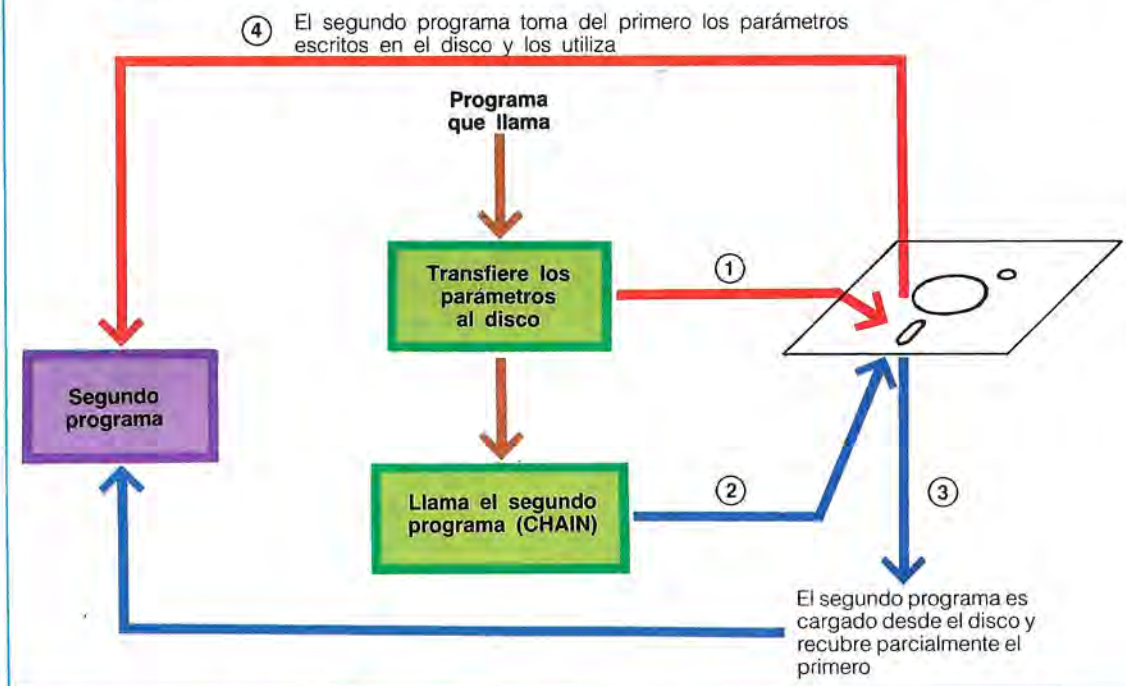 ④ El segundo programa toma del primero los parámetros
escritos en el disco y los utiliza
Programa
que llama
Transfiere los
parámetros
al disco
①
Segundo
programa
Llama el segundo
programa (CHAIN)
②
③
El segundo programa es
cargado desde el disco y
recubre parcialmente el
primero